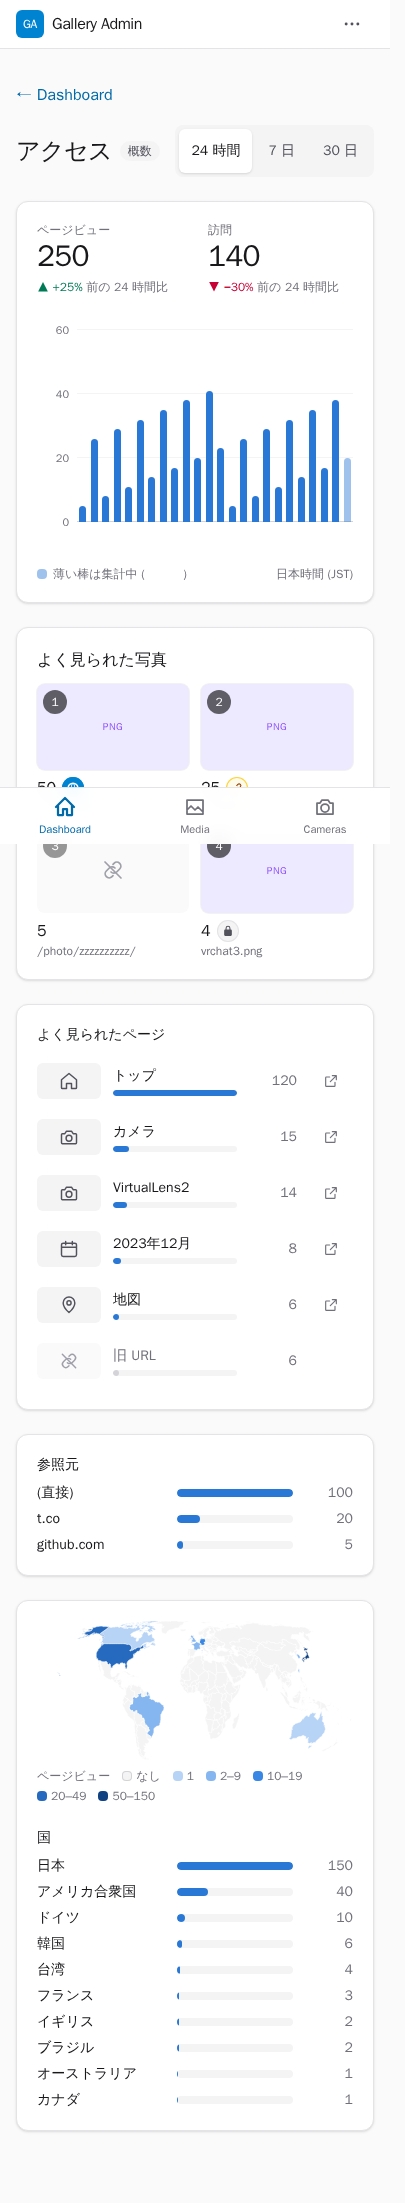 GA Gallery Admin
← Dashboard
アクセス 概数 24 時間 7 日 30 日
ページビュー 訪問
250 140
▲ +25% 前の 24 時間比 ▼ −30% 前の 24 時間比
60
40
20
0
薄い棒は集計中 ( ) 日本時間 (JST)
よく見られた写真
1 PNG 2 PNG
50 25
Dashboard Media Cameras
3 4 PNG
5 4
/photo/zzzzzzzzzz/ vrchat3.png
よく見られたページ
トップ 120
カメラ 15
VirtualLens2 14
2023年12月 8
地図 6
旧 URL 6
参照元
(直接) 100
t.co 20
github.com 5
ページビュー なし 1 2–9 10–19
20–49 50–150
国
日本 150
アメリカ合衆国 40
ドイツ 10
韓国 6
台湾 4
フランス 3
イギリス 2
ブラジル 2
オーストラリア 1
カナダ 1